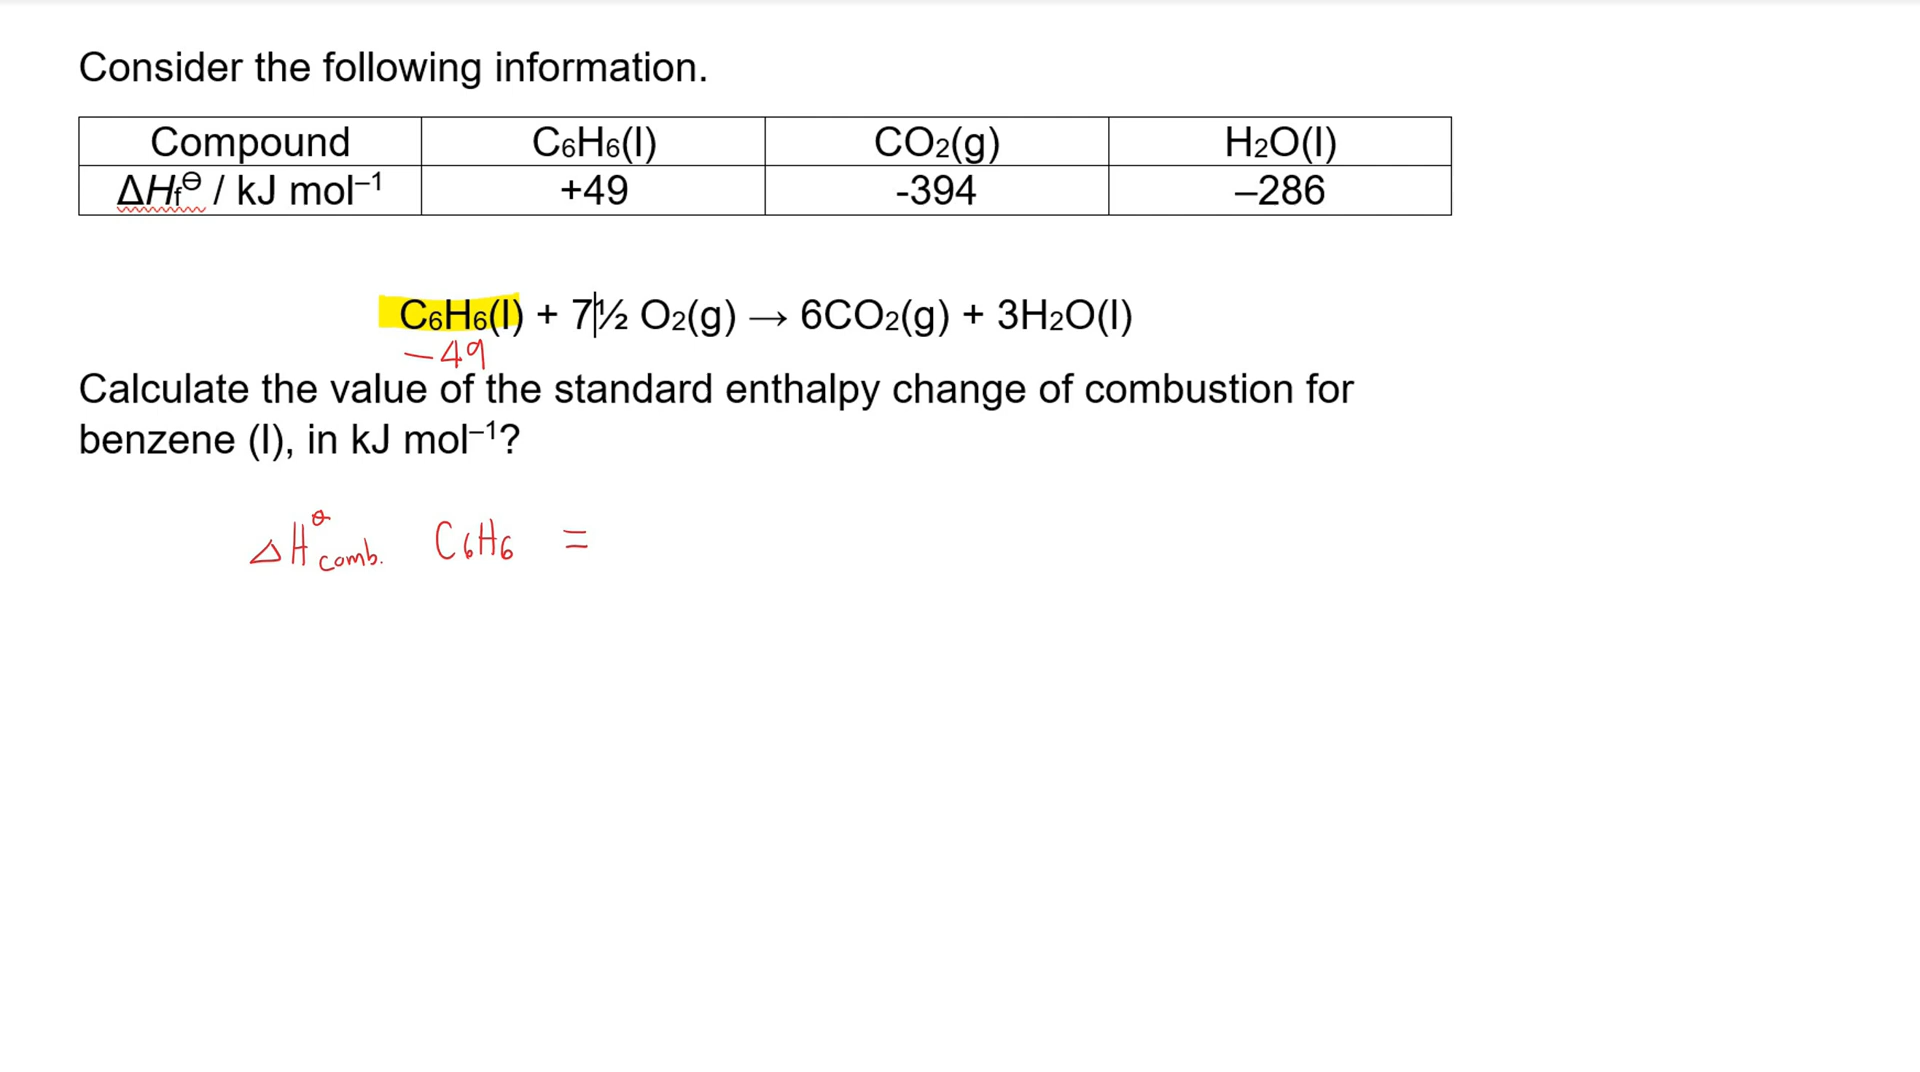 Consider the following information.
Compound C₆H₆(l) CO₂(g) H₂O(l)
ΔHf⊖ / kJ mol⁻¹ +49 -394 –286
C₆H₆(l) + 7½ O₂(g) → 6CO₂(g) + 3H₂O(l)
-49
Calculate the value of the standard enthalpy change of combustion for
benzene (l), in kJ mol⁻¹?
ΔH⊖comb. C₆H₆ =